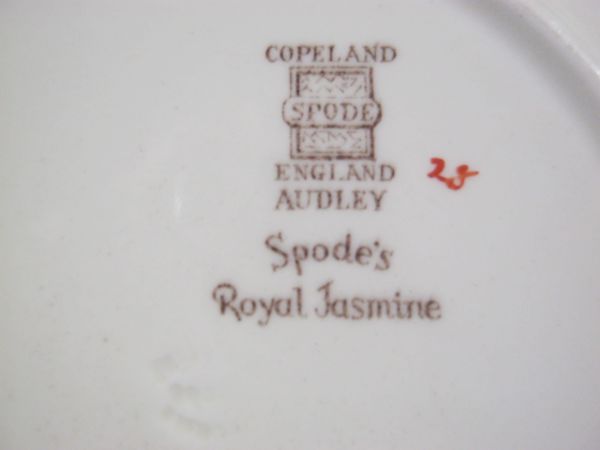 COPELAND
SPODE
ENGLAND
28
AUDLEY
Spode's
Royal Jasmine